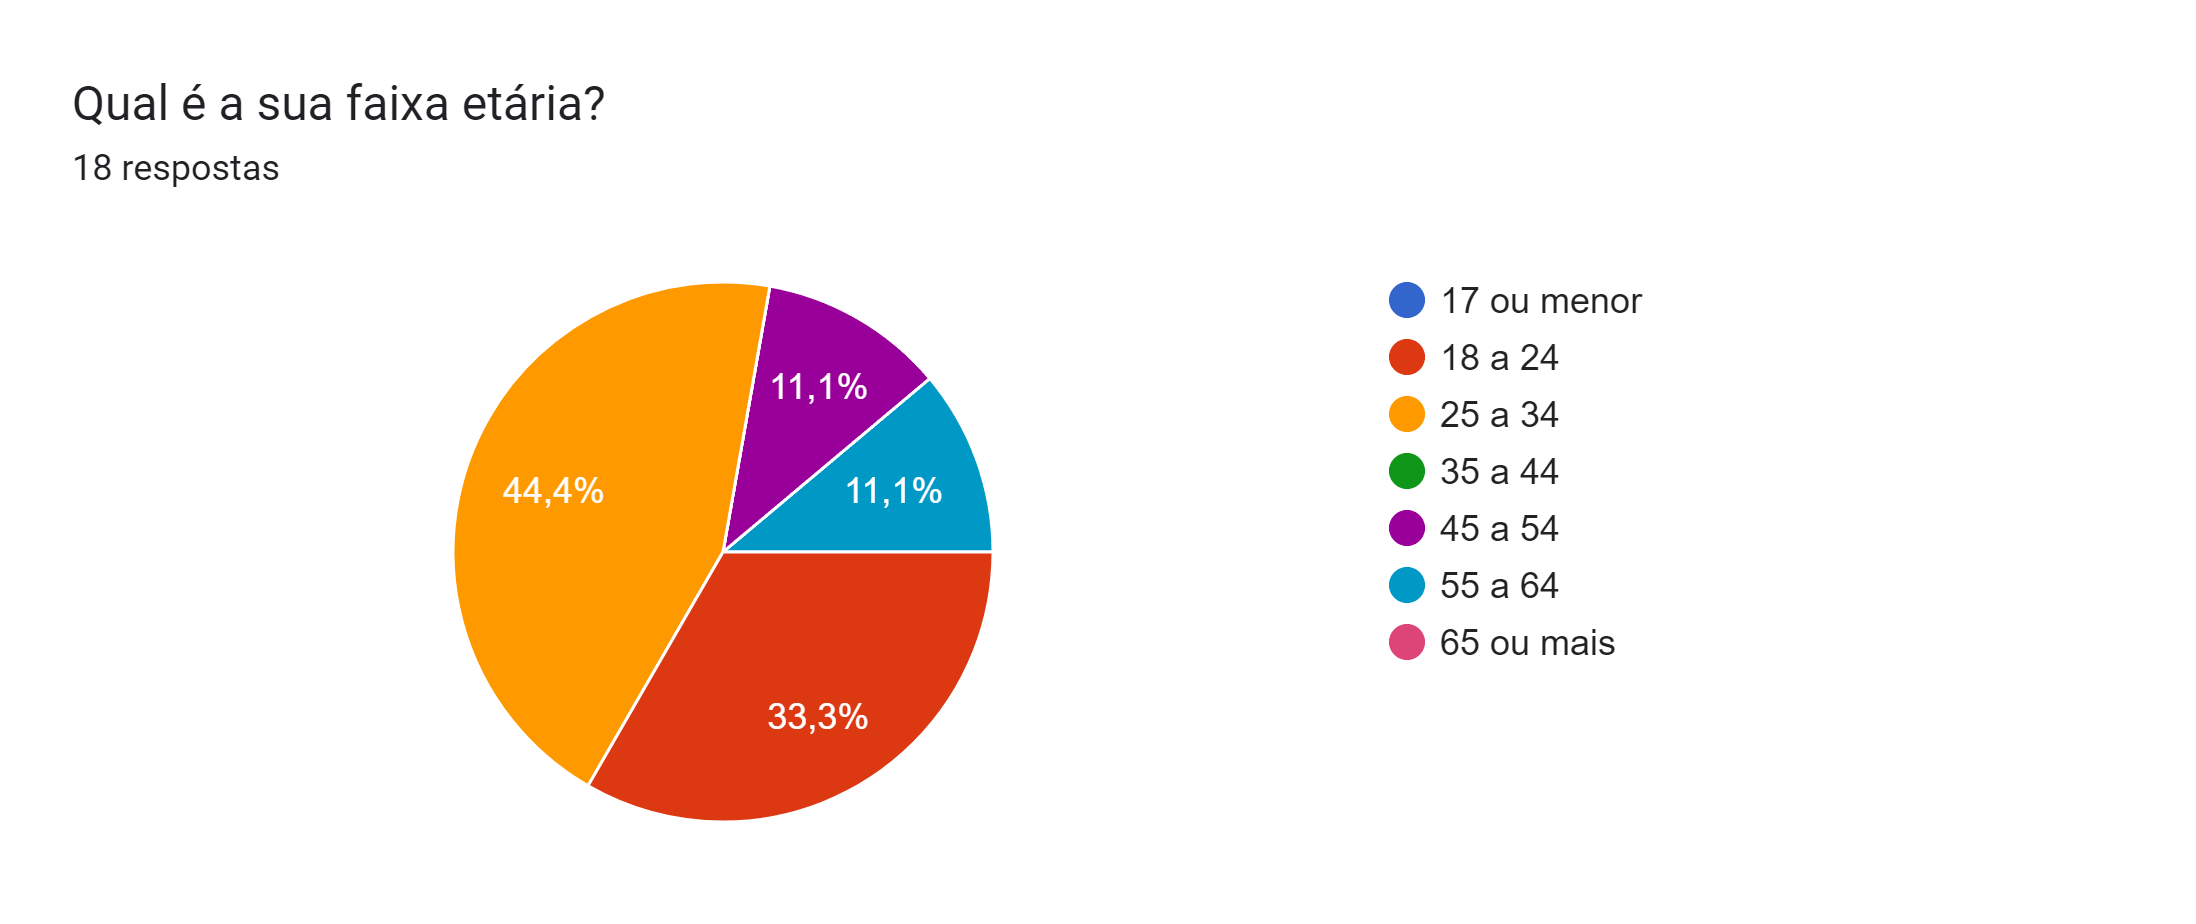 Qual é a sua faixa etária?
18 respostas
11,1%
44,4%
11,1%
33,3%
17 ou menor
18 a 24
25 a 34
35 a 44
45 a 54
55 a 64
65 ou mais